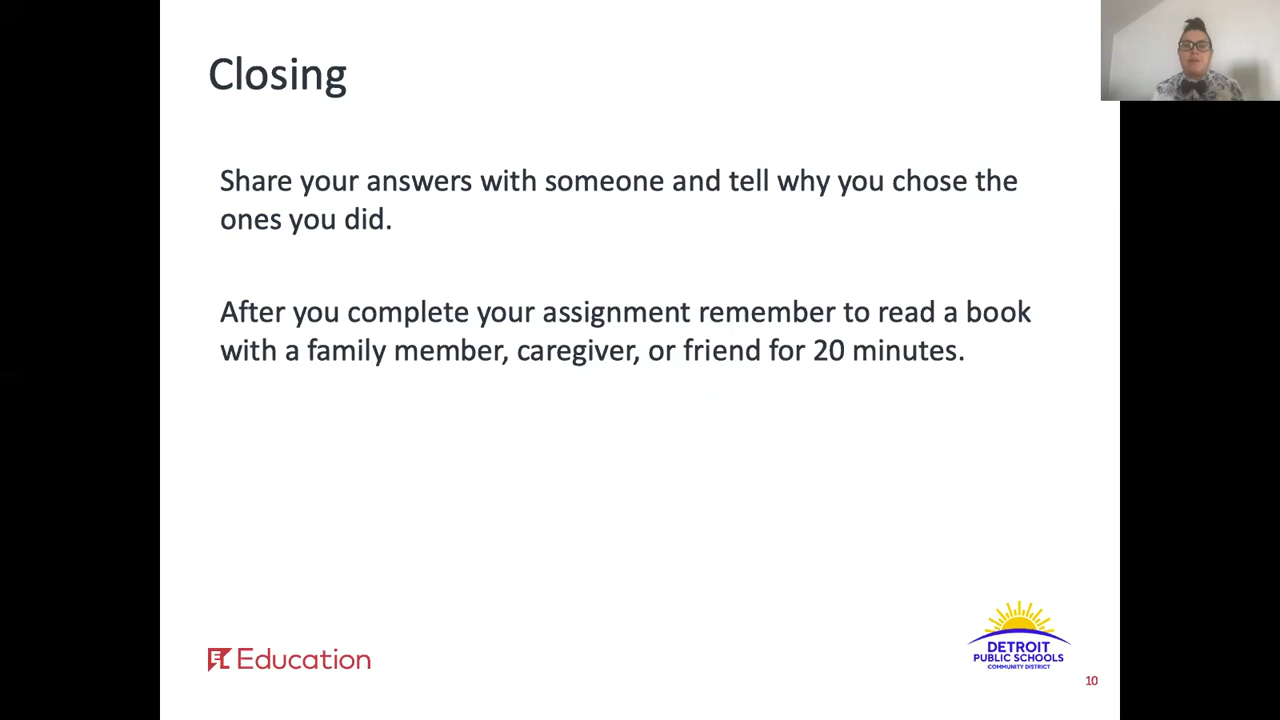 Closing
Share your answers with someone and tell why you chose the
ones you did.
After you complete your assignment remember to read a book
with a family member, caregiver, or friend for 20 minutes.
EL Education
DETROIT
PUBLIC SCHOOLS
COMMUNITY DISTRICT
10